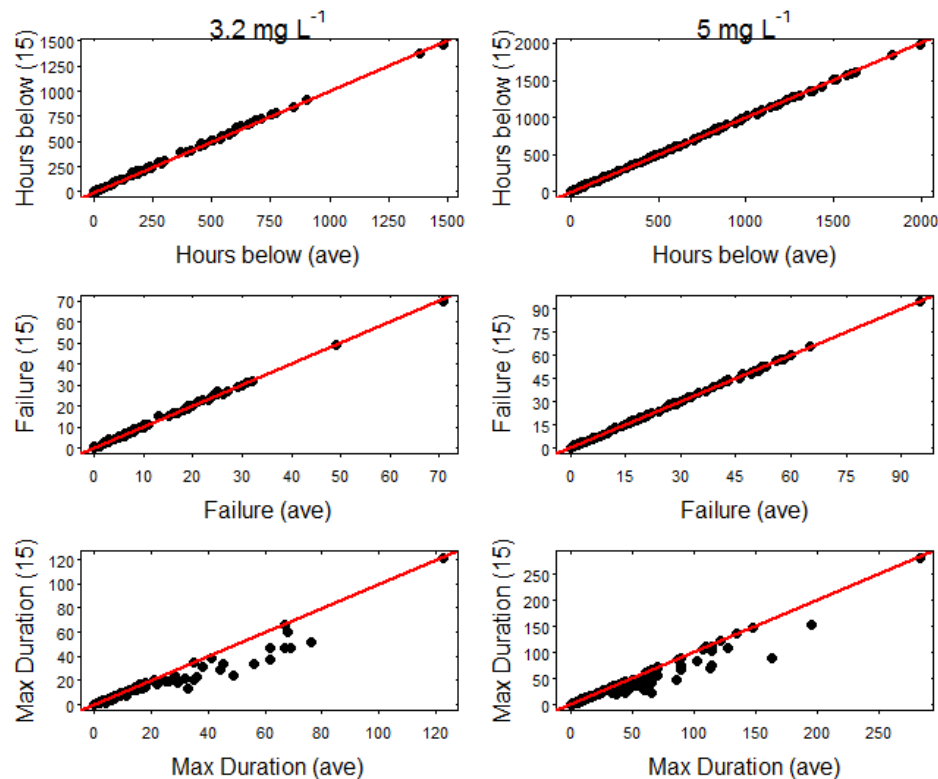 3.2 mg L⁻¹
Hours below (15)
1500
1250
1000
750
500
250
0
0 250 500 750 1000 1250 1500
Hours below (ave)
5 mg L⁻¹
Hours below (15)
2000
1500
1000
500
0
0 500 1000 1500 2000
Hours below (ave)
Failure (15)
70
60
50
40
30
20
10
0
0 10 20 30 40 50 60 70
Failure (ave)
Failure (15)
90
75
60
45
30
15
0
0 15 30 45 60 75 90
Failure (ave)
Max Duration (15)
120
100
80
60
40
20
0
0 20 40 60 80 100 120
Max Duration (ave)
Max Duration (15)
250
200
150
100
50
0
0 50 100 150 200 250
Max Duration (ave)